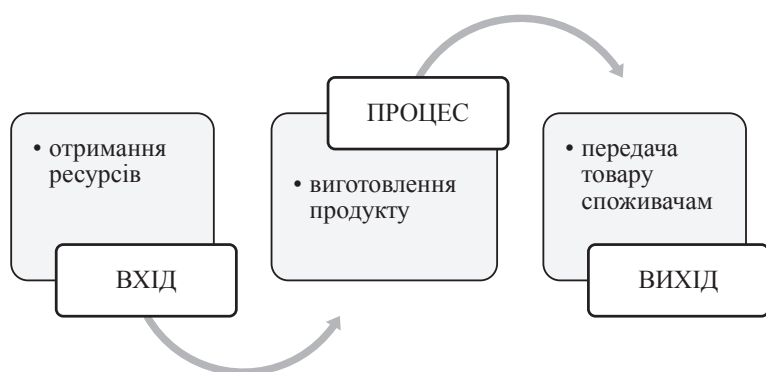 • отримання
ресурсів
ВХІД
ПРОЦЕС
• виготовлення
продукту
• передача
товару
споживачам
ВИХІД